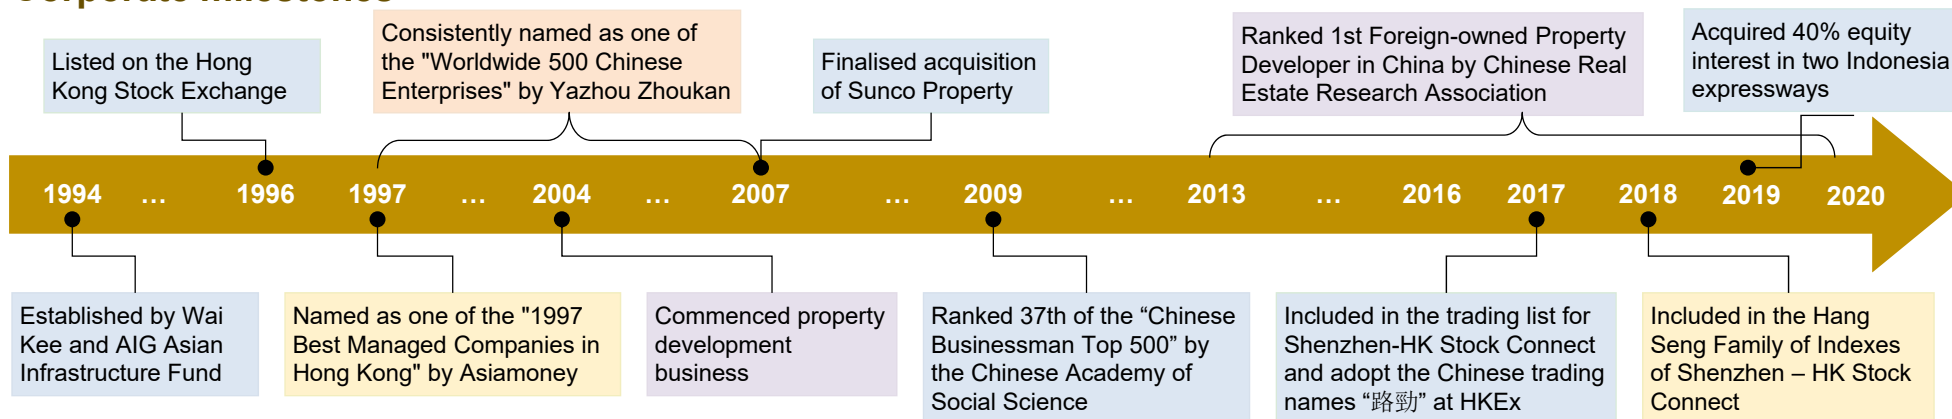 Corporate Milestones
Listed on the Hong
Kong Stock Exchange
Consistently named as one of
the "Worldwide 500 Chinese
Enterprises" by Yazhou Zhoukan
Finalised acquisition
of Sunco Property
Ranked 1st Foreign-owned Property
Developer in China by Chinese Real
Estate Research Association
Acquired 40% equity
interest in two Indonesia
expressways
1994 … 1996 1997 … 2004 … 2007 … 2009 … 2013 … 2016 2017 2018 2019 2020
Established by Wai
Kee and AIG Asian
Infrastructure Fund
Named as one of the "1997
Best Managed Companies in
Hong Kong" by Asiamoney
Commenced property
development
business
Ranked 37th of the “Chinese
Businessman Top 500” by
the Chinese Academy of
Social Science
Included in the trading list for
Shenzhen-HK Stock Connect
and adopt the Chinese trading
names “路勁” at HKEx
Included in the Hang
Seng Family of Indexes
of Shenzhen – HK Stock
Connect